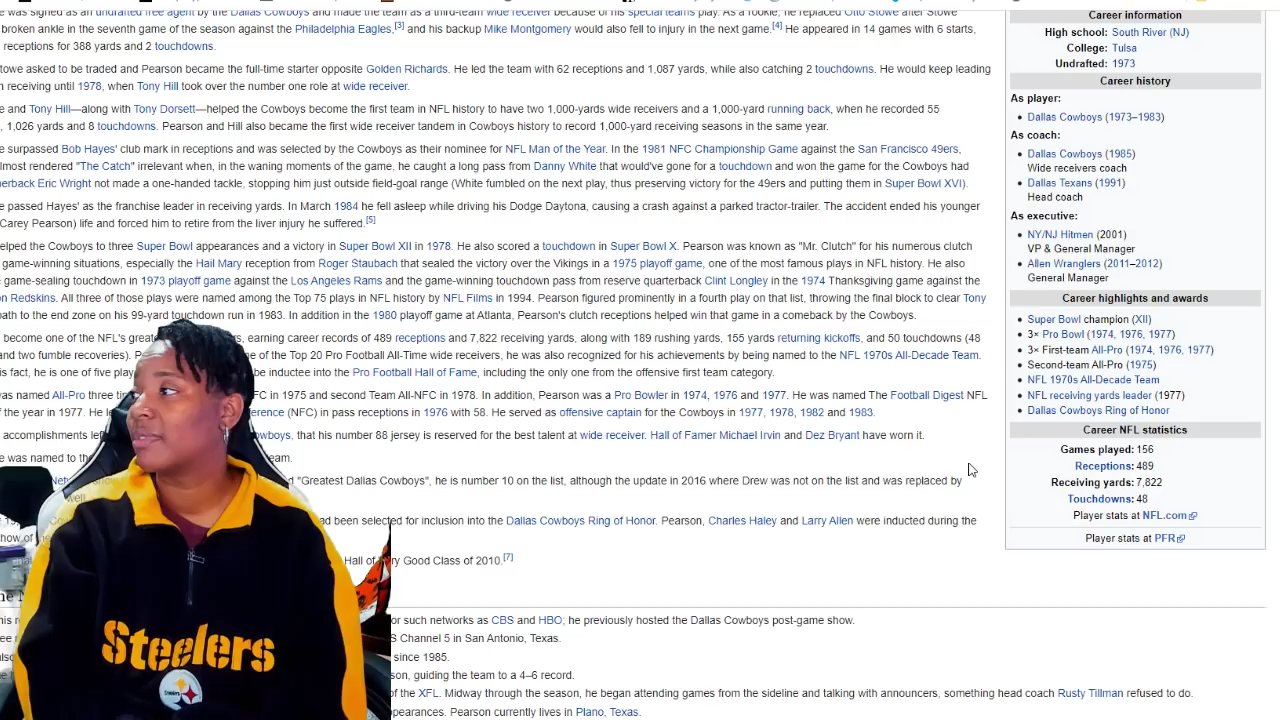 was signed as an undrafted free agent by the Dallas Cowboys and made the team as a third-team wide receiver because of his special teams play. As a rookie, he replaced Otto Stowe after Stowe
broken ankle in the seventh game of the season against the Philadelphia Eagles,[3] and his backup Mike Montgomery would also fell to injury in the next game.[4] He appeared in 14 games with 6 starts,
receptions for 388 yards and 2 touchdowns.
towe asked to be traded and Pearson became the full-time starter opposite Golden Richards. He led the team with 62 receptions and 1,087 yards, while also catching 2 touchdowns. He would keep leading
n receiving until 1978, when Tony Hill took over the number one role at wide receiver.
e and Tony Hill—along with Tony Dorsett—helped the Cowboys become the first team in NFL history to have two 1,000-yards wide receivers and a 1,000-yard running back, when he recorded 55
, 1,026 yards and 8 touchdowns. Pearson and Hill also became the first wide receiver tandem in Cowboys history to record 1,000-yard receiving seasons in the same year.
e surpassed Bob Hayes' club mark in receptions and was selected by the Cowboys as their nominee for NFL Man of the Year. In the 1981 NFC Championship Game against the San Francisco 49ers,
lmost rendered "The Catch" irrelevant when, in the waning moments of the game, he caught a long pass from Danny White that would've gone for a touchdown and won the game for the Cowboys had
nerback Eric Wright not made a one-handed tackle, stopping him just outside field-goal range (White fumbled on the next play, thus preserving victory for the 49ers and putting them in Super Bowl XVI).
e passed Hayes' as the franchise leader in receiving yards. In March 1984 he fell asleep while driving his Dodge Daytona, causing a crash against a parked tractor-trailer. The accident ended his younger
(Carey Pearson) life and forced him to retire from the liver injury he suffered.[5]
elped the Cowboys to three Super Bowl appearances and a victory in Super Bowl XII in 1978. He also scored a touchdown in Super Bowl X. Pearson was known as "Mr. Clutch" for his numerous clutch
game-winning situations, especially the Hail Mary reception from Roger Staubach that sealed the victory over the Vikings in a 1975 playoff game, one of the most famous plays in NFL history. He also
e game-sealing touchdown in 1973 playoff game against the Los Angeles Rams and the game-winning touchdown pass from reserve quarterback Clint Longley in the 1974 Thanksgiving game against the
on Redskins. All three of those plays were named among the Top 75 plays in NFL history by NFL Films in 1994. Pearson figured prominently in a fourth play on that list, throwing the final block to clear Tony
path to the end zone on his 99-yard touchdown run in 1983. In addition in the 1980 playoff game at Atlanta, Pearson's clutch receptions helped win that game in a comeback by the Cowboys.
become one of the NFL's great rs, earning career records of 489 receptions and 7,822 receiving yards, along with 189 rushing yards, 155 yards returning kickoffs, and 50 touchdowns (48
and two fumble recoveries). P ne of the Top 20 Pro Football All-Time wide receivers, he was also recognized for his achievements by being named to the NFL 1970s All-Decade Team.
is fact, he is one of five play be inductee into the Pro Football Hall of Fame, including the only one from the offensive first team category.
as named All-Pro three tim FC in 1975 and second Team All-NFC in 1978. In addition, Pearson was a Pro Bowler in 1974, 1976 and 1977. He was named The Football Digest NFL
of the year in 1977. He le erence (NFC) in pass receptions in 1976 with 58. He served as offensive captain for the Cowboys in 1977, 1978, 1982 and 1983.
accomplishments le owboys, that his number 88 jersey is reserved for the best talent at wide receiver. Hall of Famer Michael Irvin and Dez Bryant have worn it.
e was named to the eam.
Net d "Greatest Dallas Cowboys", he is number 10 on the list, although the update in 2016 where Drew was not on the list and was replaced by
well.
ad been selected for inclusion into the Dallas Cowboys Ring of Honor. Pearson, Charles Haley and Larry Allen were inducted during the
how of
Hall of ery Good Class of 2010.[7]
or such networks as CBS and HBO; he previously hosted the Dallas Cowboys post-game show.
S Channel 5 in San Antonio, Texas.
since 1985.
son, guiding the team to a 4–6 record.
of the XFL. Midway through the season, he began attending games from the sideline and talking with announcers, something head coach Rusty Tillman refused to do.
pearances. Pearson currently lives in Plano, Texas.
Career information
High school: South River (NJ)
College: Tulsa
Undrafted: 1973
Career history
As player:
• Dallas Cowboys (1973–1983)
As coach:
• Dallas Cowboys (1985)
Wide receivers coach
• Dallas Texans (1991)
Head coach
As executive:
• NY/NJ Hitmen (2001)
VP & General Manager
• Allen Wranglers (2011–2012)
General Manager
Career highlights and awards
• Super Bowl champion (XII)
• 3× Pro Bowl (1974, 1976, 1977)
• 3× First-team All-Pro (1974, 1976, 1977)
• Second-team All-Pro (1975)
• NFL 1970s All-Decade Team
• NFL receiving yards leader (1977)
• Dallas Cowboys Ring of Honor
Career NFL statistics
Games played: 156
Receptions: 489
Receiving yards: 7,822
Touchdowns: 48
Player stats at NFL.com
Player stats at PFR
Steelers
Steelers